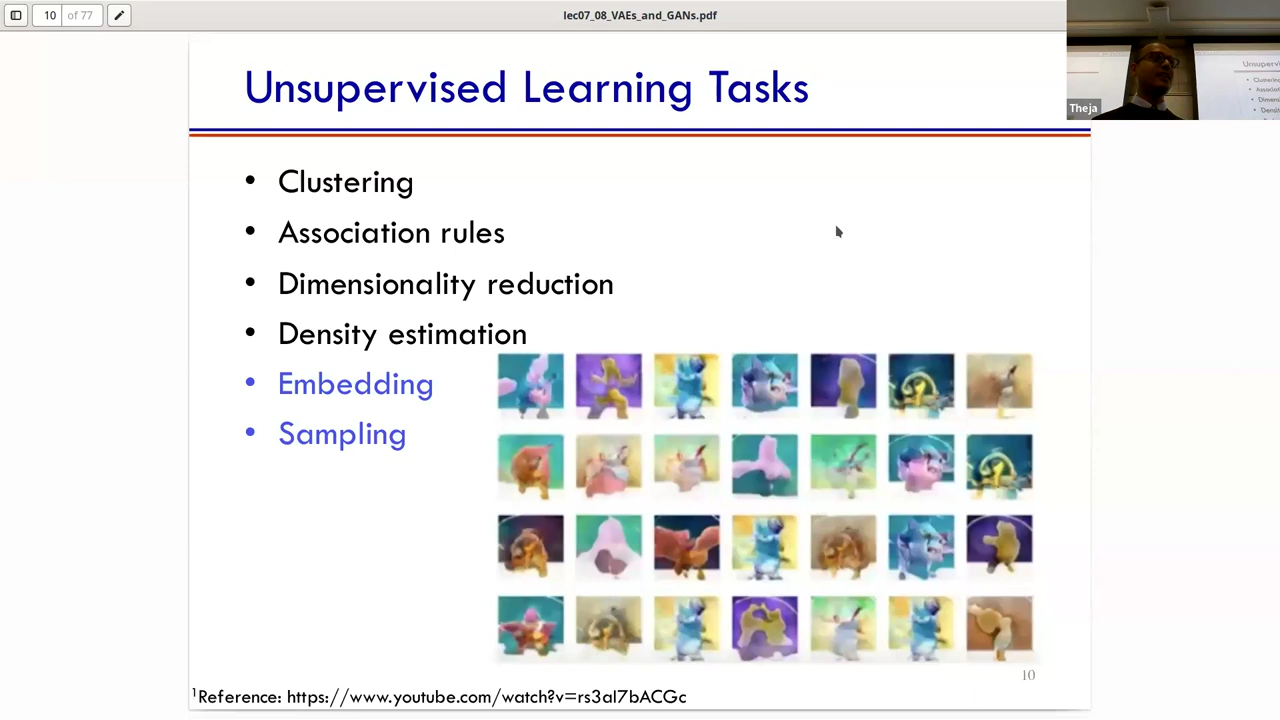 10 of 77
lec07_08_VAEs_and_GANs.pdf
Theja
Unsupervised Learning Tasks
• Clustering
• Association rules
• Dimensionality reduction
• Density estimation
• Embedding
• Sampling
10
1Reference: https://www.youtube.com/watch?v=rs3aI7bACGc